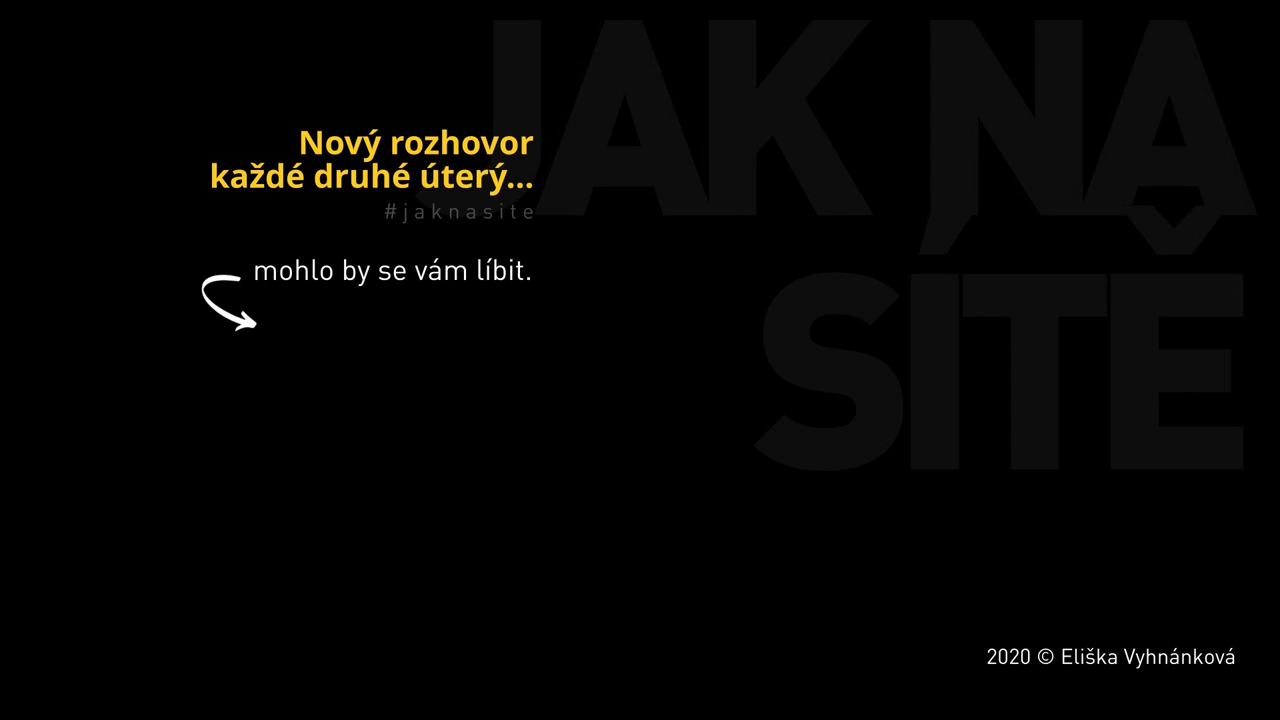 JAK NA
SÍTĚ
Nový rozhovor
každé druhé úterý...
#jaknasite
mohlo by se vám líbit.
2020 © Eliška Vyhnánková